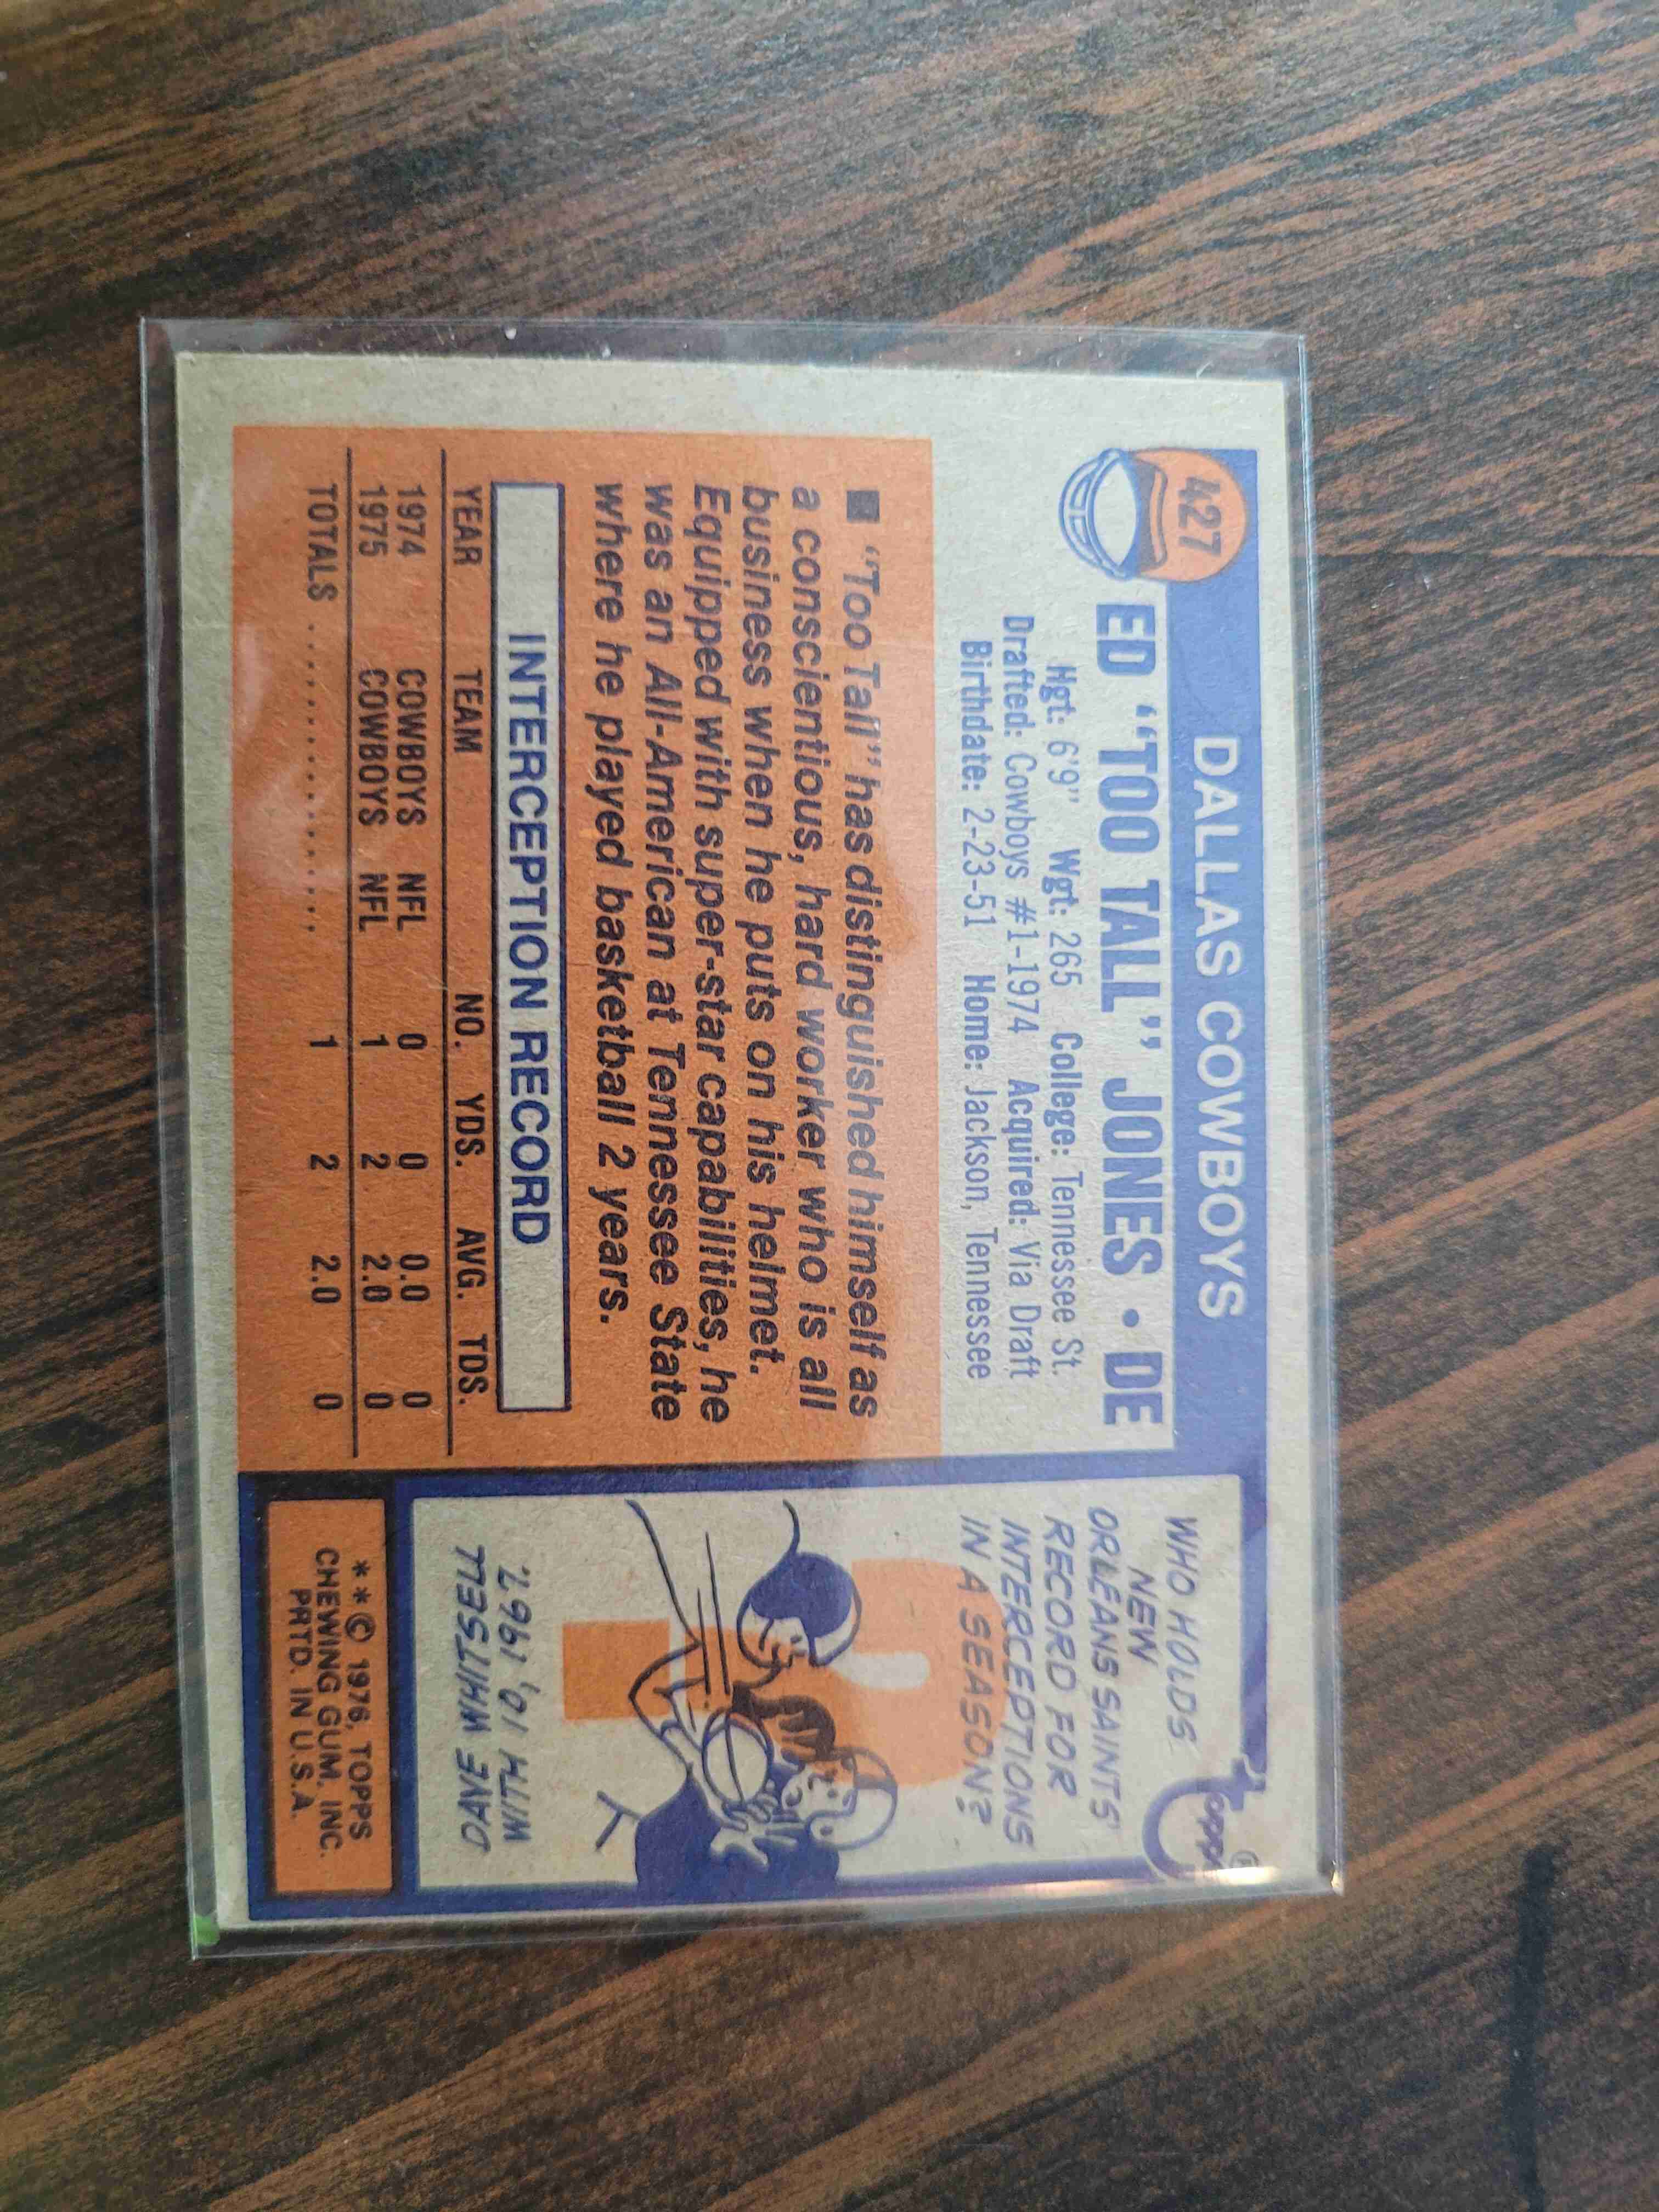 427
DALLAS COWBOYS
ED "TOO TALL" JONES • DE
Hgt: 6'9" Wgt: 265 College: Tennessee St.
Drafted: Cowboys #1-1974 Acquired: Via Draft
Birthdate: 2-23-51 Home: Jackson, Tennessee
■ "Too Tall" has distinguished himself as
a conscientious, hard worker who is all
business when he puts on his helmet.
Equipped with super-star capabilities, he
was an All-American at Tennessee State
where he played basketball 2 years.
INTERCEPTION RECORD
YEAR TEAM NO. YDS. AVG. TDS.
1974 COWBOYS NFL 0 0 0.0 0
1975 COWBOYS NFL 1 2 2.0 0
TOTALS .................... 1 2 2.0 0
TOPPS®
WHO HOLDS
NEW
ORLEANS SAINTS'
RECORD FOR
INTERCEPTIONS
IN A SEASON?
?
DAVE WHITSELL
WITH 10, 1967.
**© 1976, TOPPS
CHEWING GUM, INC.
PRTD. IN U.S.A.